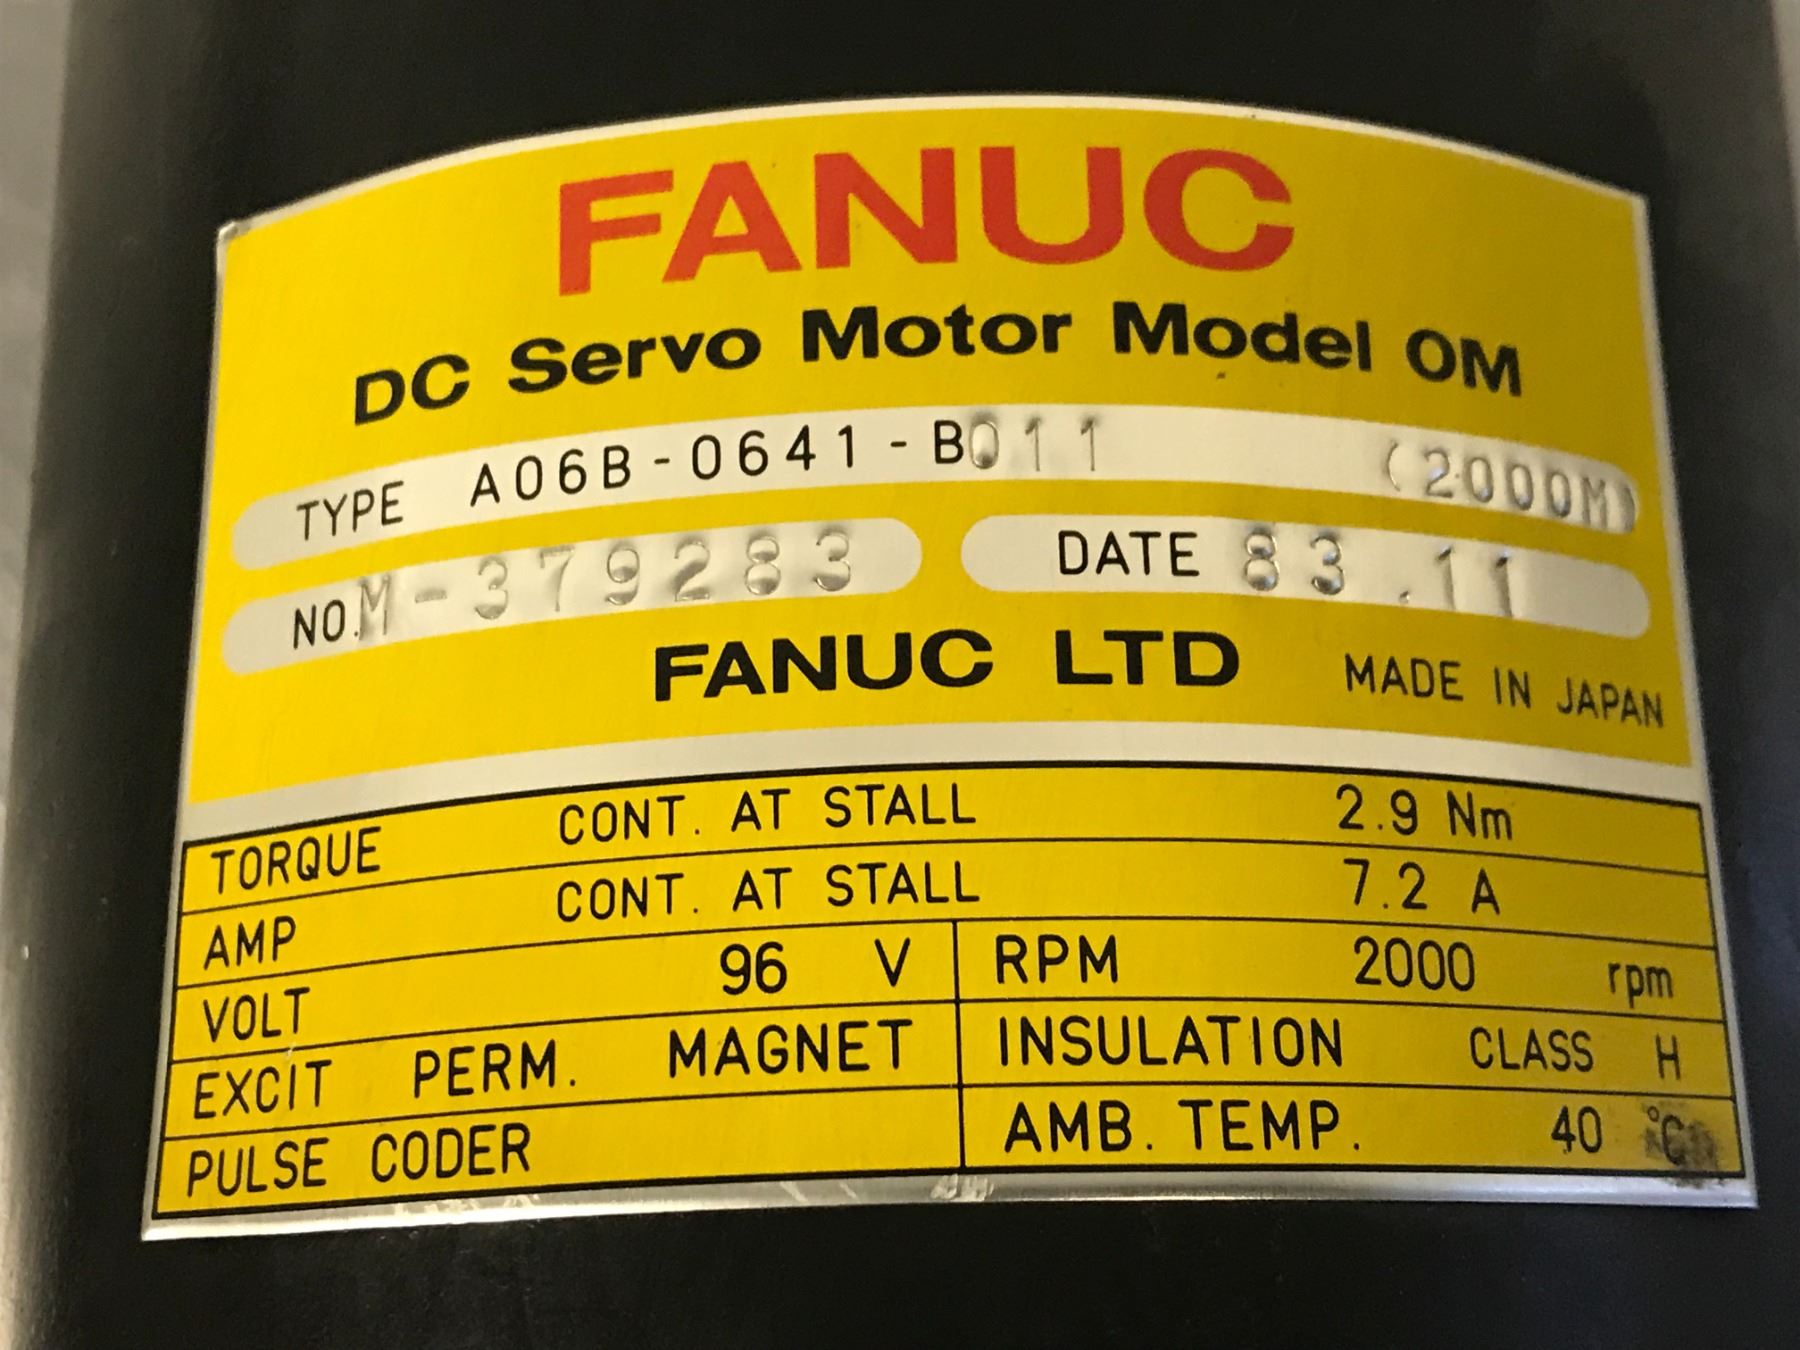 FANUC
DC Servo Motor Model OM
TYPE A06B-0641-B011 (2000M)
NO.M-379283 DATE 83.11
FANUC LTD MADE IN JAPAN
TORQUE CONT. AT STALL 2.9 Nm
AMP CONT. AT STALL 7.2 A
VOLT 96 V RPM 2000 rpm
EXCIT PERM. MAGNET INSULATION CLASS H
PULSE CODER AMB. TEMP. 40 °C